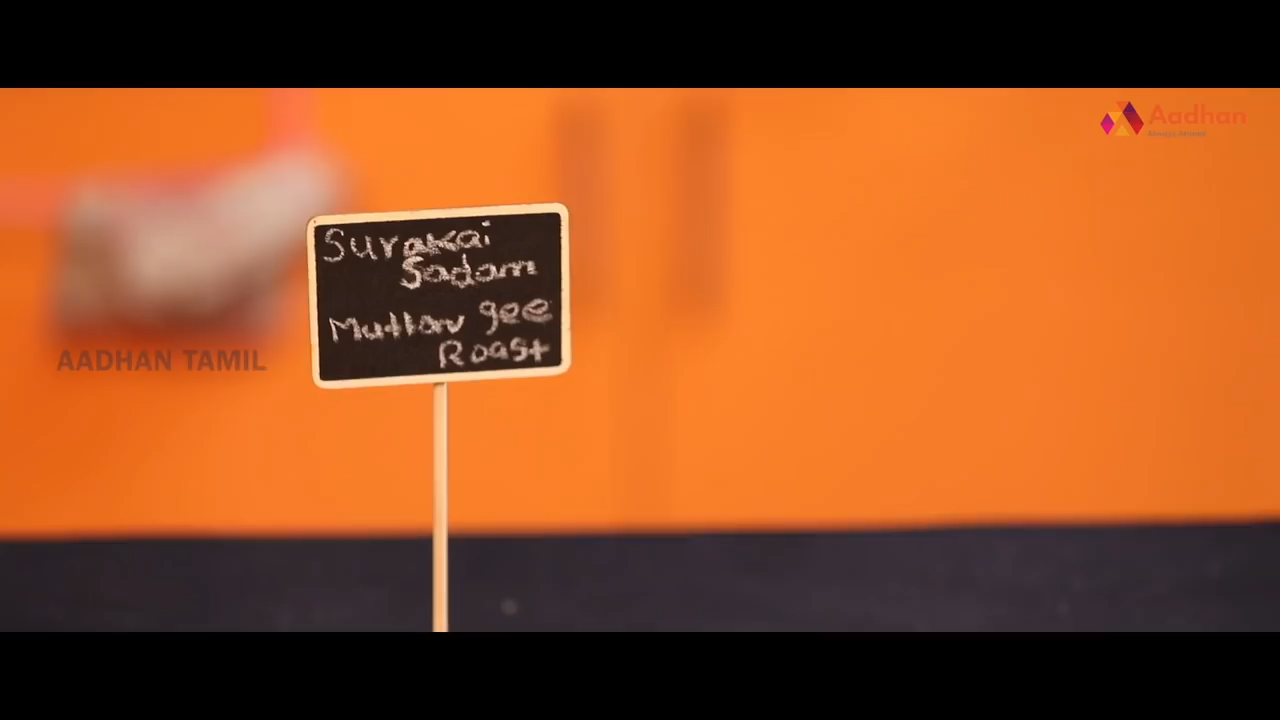 Aadhan
Surakai
Sadam
Mutton gee
Roast
AADHAN TAMIL